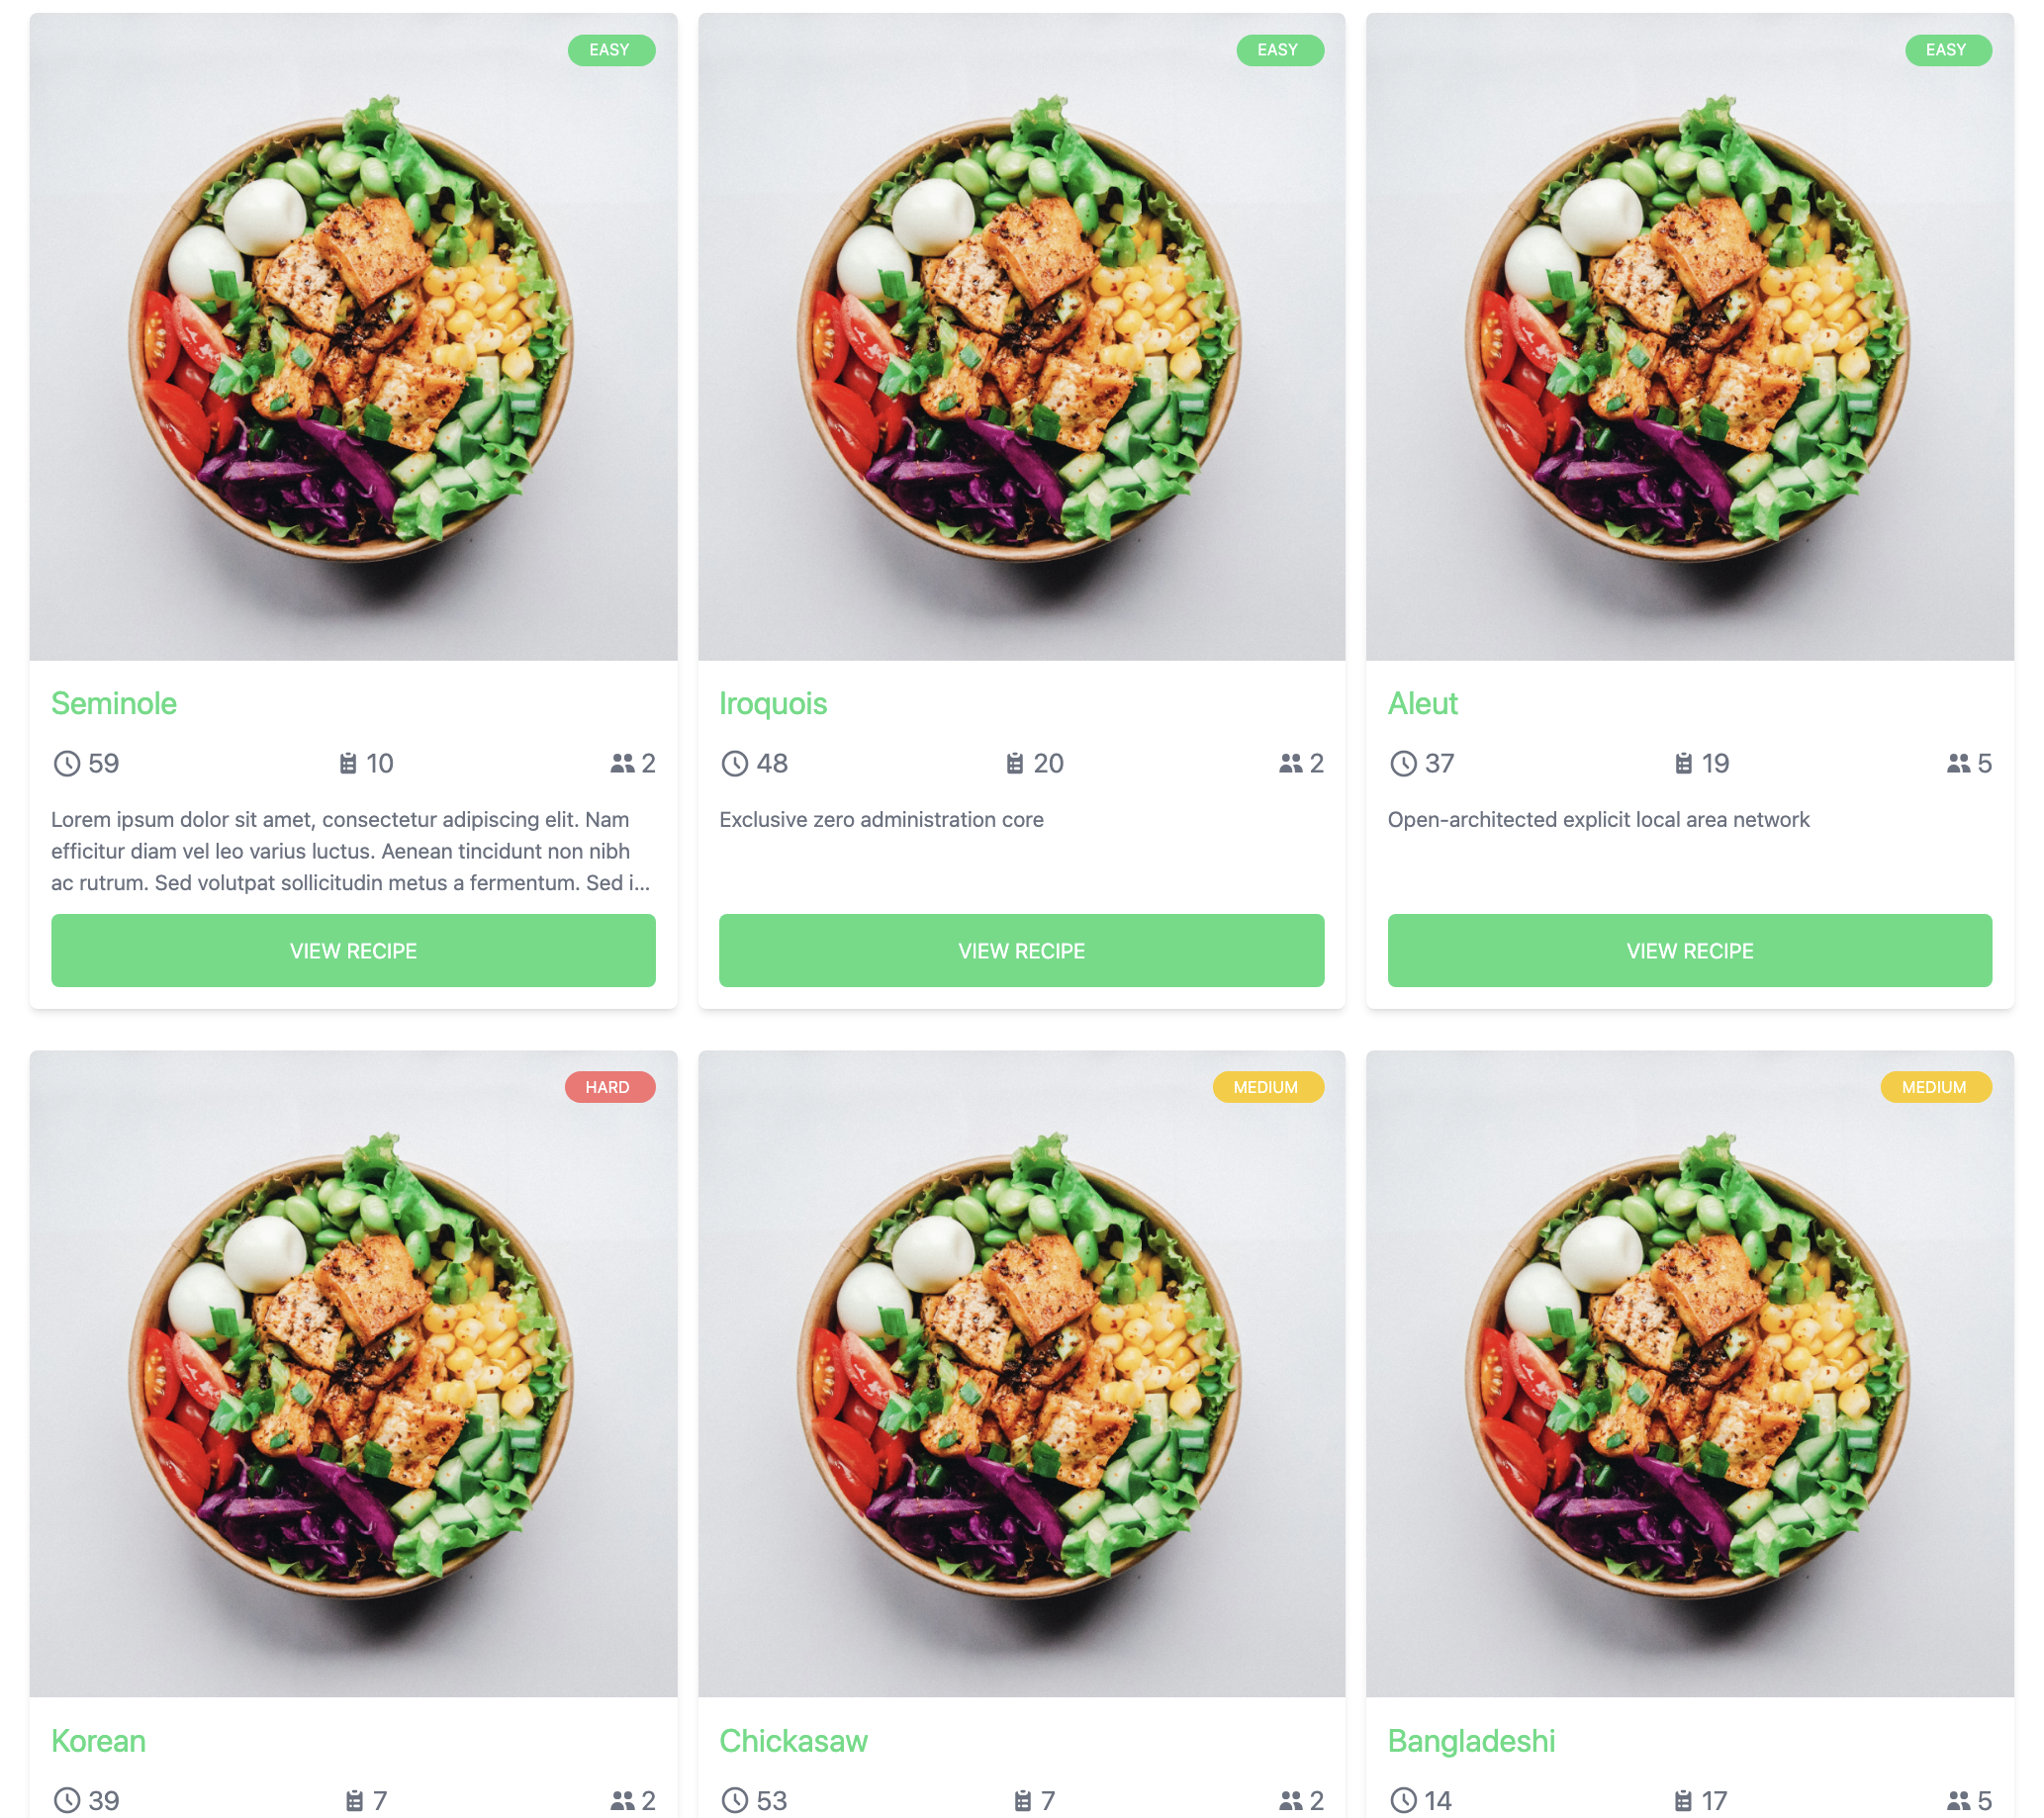 EASY
EASY
EASY
Seminole
Iroquois
Aleut
59 10 2
48 20 2
37 19 5
Lorem ipsum dolor sit amet, consectetur adipiscing elit. Nam
efficitur diam vel leo varius luctus. Aenean tincidunt non nibh
ac rutrum. Sed volutpat sollicitudin metus a fermentum. Sed i...
Exclusive zero administration core
Open-architected explicit local area network
VIEW RECIPE
VIEW RECIPE
VIEW RECIPE
HARD
MEDIUM
MEDIUM
Korean
Chickasaw
Bangladeshi
39 7 2
53 7 2
14 17 5